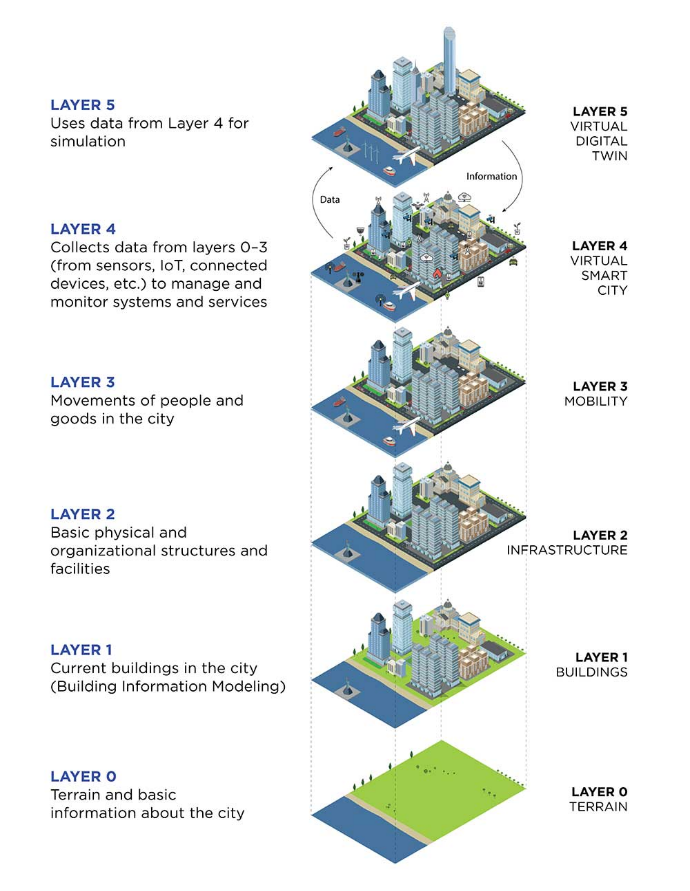 LAYER 5
Uses data from Layer 4 for
simulation
LAYER 5
VIRTUAL
DIGITAL
TWIN
Information
Data
LAYER 4
Collects data from layers 0–3
(from sensors, IoT, connected
devices, etc.) to manage and
monitor systems and services
LAYER 4
VIRTUAL
SMART
CITY
LAYER 3
Movements of people and
goods in the city
LAYER 3
MOBILITY
LAYER 2
Basic physical and
organizational structures and
facilities
LAYER 2
INFRASTRUCTURE
LAYER 1
Current buildings in the city
(Building Information Modeling)
LAYER 1
BUILDINGS
LAYER 0
Terrain and basic
information about the city
LAYER 0
TERRAIN